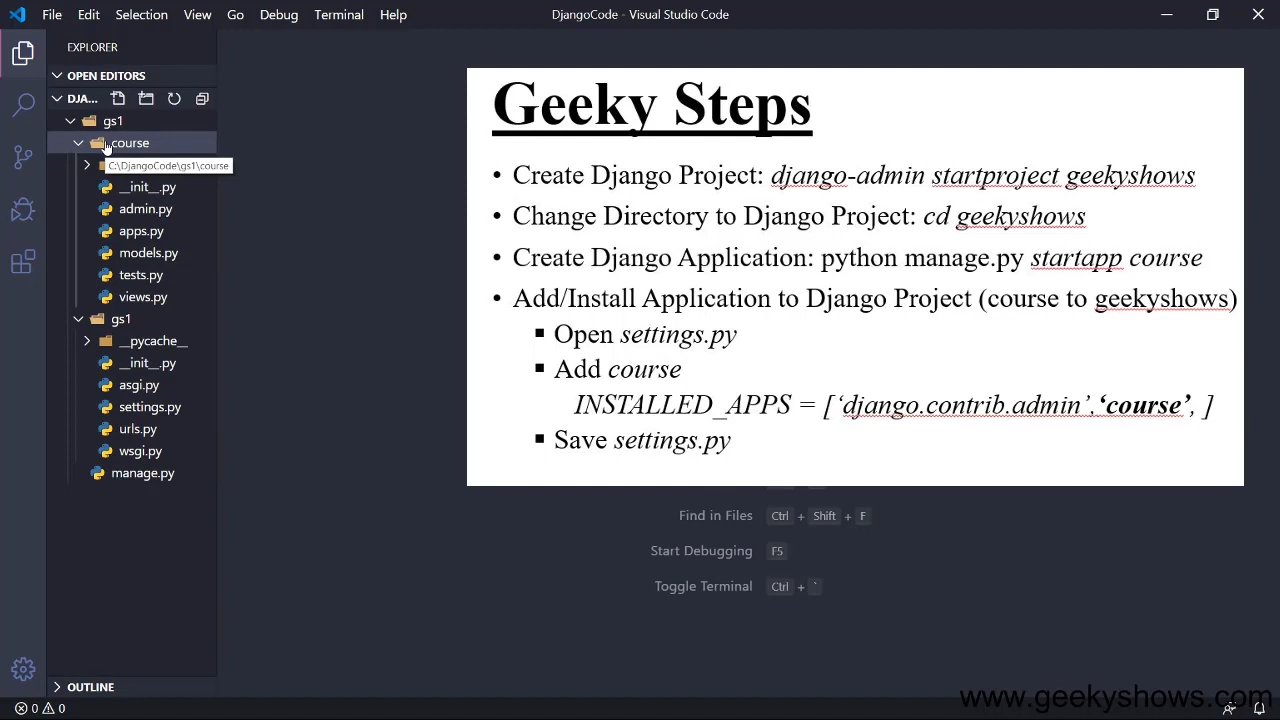 File Edit Selection View Go Debug Terminal Help
DjangoCode - Visual Studio Code
EXPLORER
OPEN EDITORS
DJA...
gs1
course
C:\DjangoCode\gs1\course
__init__.py
admin.py
apps.py
models.py
tests.py
views.py
gs1
__pycache__
__init__.py
asgi.py
settings.py
urls.py
wsgi.py
manage.py
OUTLINE
Geeky Steps
• Create Django Project: django-admin startproject geekyshows
• Change Directory to Django Project: cd geekyshows
• Create Django Application: python manage.py startapp course
• Add/Install Application to Django Project (course to geekyshows)
▪ Open settings.py
▪ Add course
INSTALLED_APPS = [‘django.contrib.admin’,‘course’, ]
▪ Save settings.py
Find in Files Ctrl + Shift + F
Start Debugging F5
Toggle Terminal Ctrl + `
www.geekyshows.com
0 0